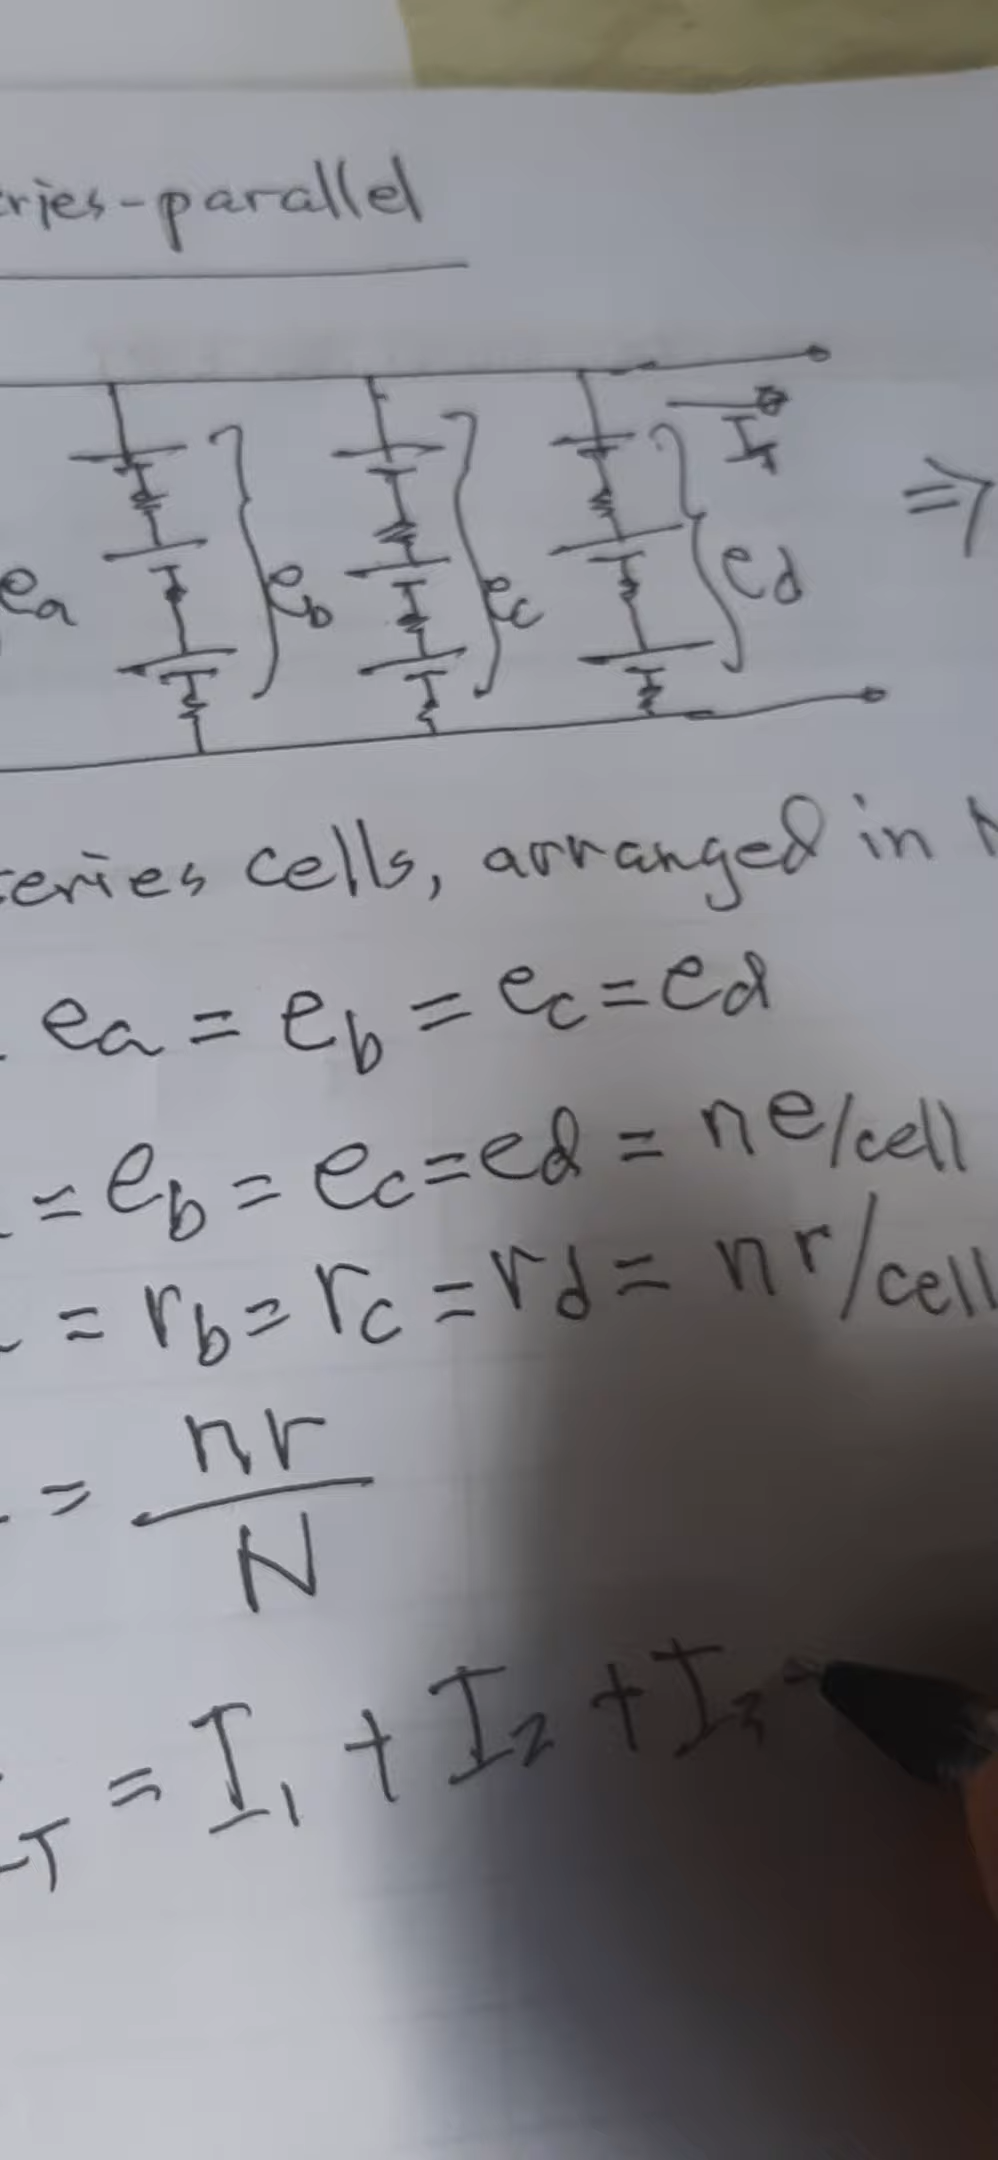 ries-parallel
I_T
ea
eb
ec
ed
⇒
eries cells, arranged in N
ea = eb = ec = ed
= eb = ec = ed = ne/cell
= rb = rc = rd = nr/cell
= nr
N
T = I1 + I2 + I3